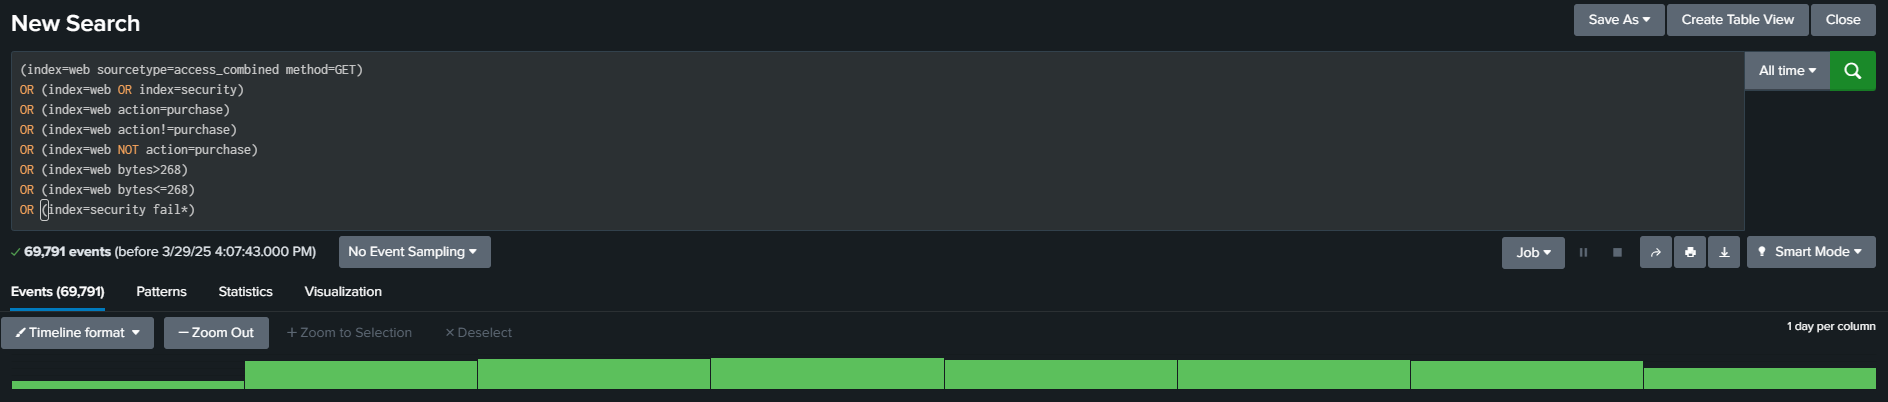 New Search
Save As
Create Table View
Close
(index=web sourcetype=access_combined method=GET)
OR (index=web OR index=security)
OR (index=web action=purchase)
OR (index=web action!=purchase)
OR (index=web NOT action=purchase)
OR (index=web bytes>268)
OR (index=web bytes<=268)
OR (index=security fail*)
All time
69,791 events (before 3/29/25 4:07:43.000 PM)
No Event Sampling
Job
Smart Mode
Events (69,791)
Patterns
Statistics
Visualization
Timeline format
— Zoom Out
+ Zoom to Selection
× Deselect
1 day per column